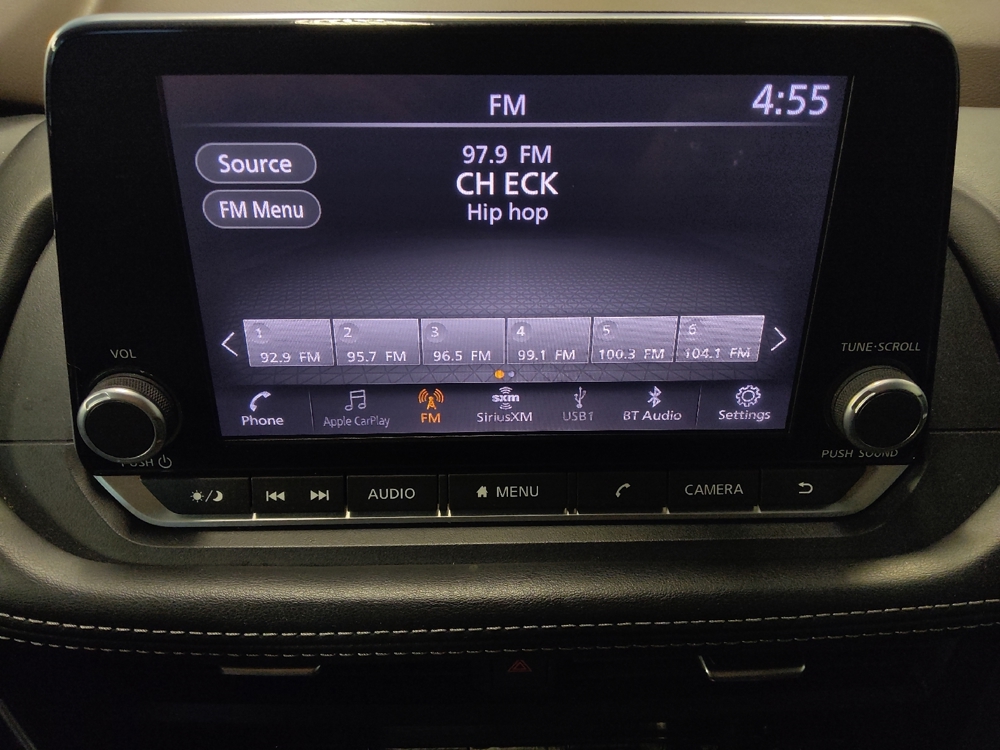 FM 4:55
Source
97.9 FM
CH ECK
FM Menu
Hip hop
1 2 3 4 5 6
92.9 FM 95.7 FM 96.5 FM 99.1 FM 100.3 FM 104.1 FM
VOL
TUNE·SCROLL
Phone Apple CarPlay FM sxm SiriusXM USB1 BT Audio Settings
PUSH
PUSH SOUND
AUDIO MENU CAMERA